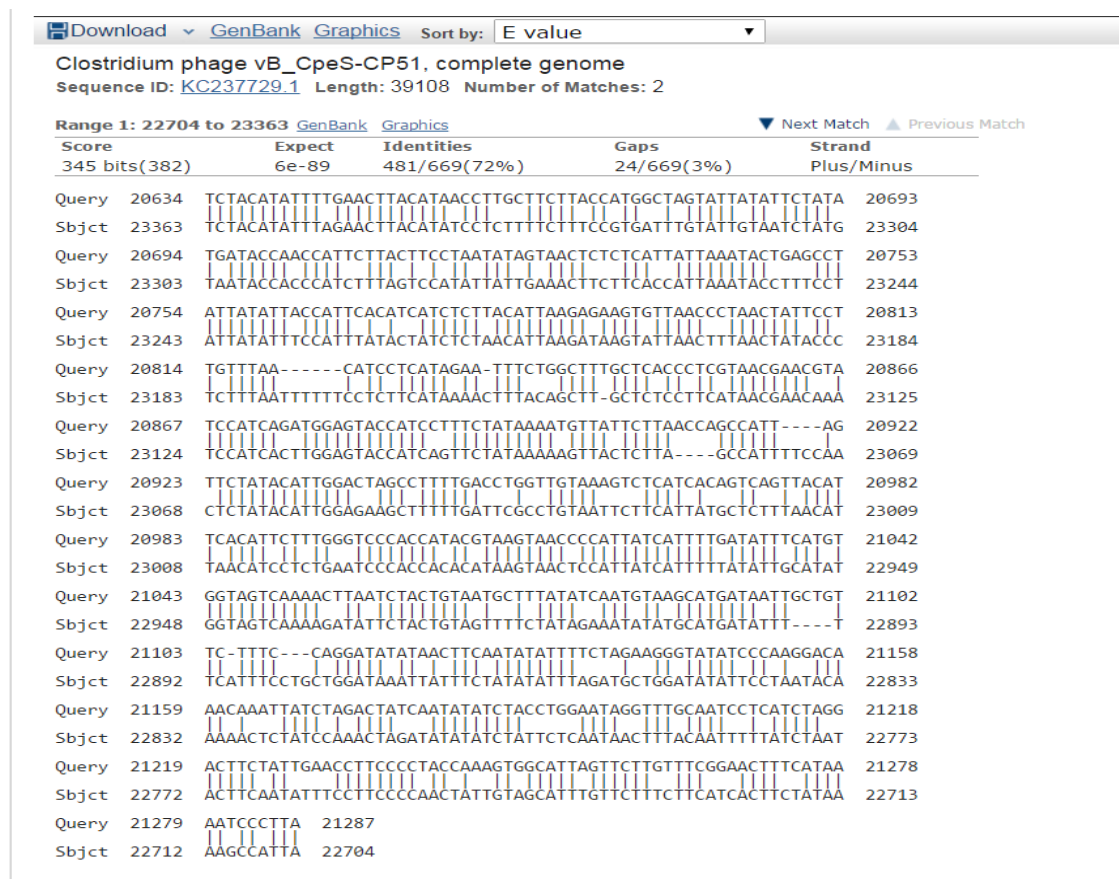 Download GenBank Graphics Sort by: E value
Clostridium phage vB_CpeS-CP51, complete genome
Sequence ID: KC237729.1 Length: 39108 Number of Matches: 2
Range 1: 22704 to 23363 GenBank Graphics Next Match Previous Match
Score Expect Identities Gaps Strand
345 bits(382) 6e-89 481/669(72%) 24/669(3%) Plus/Minus
Query 20634 TCTACATATTTTGAACTTACATAACCTTGCTTCTTACCATGGCTAGTATTATATTCTATA 20693
Sbjct 23363 TCTACATATTTAGAACTTACATATCCTCTTTTCTTTCCGTGATTTGTATTGTAATCTATG 23304
Query 20694 TGATACCAACCATTCTTACTTCCTAATATAGTAACTCTCTCATTATTAAATACTGAGCCT 20753
Sbjct 23303 TAATACCACCCATCTTTAGTCCATATTATTGAAACTTCTTCACCATTAAATACCTTTCCT 23244
Query 20754 ATTATATTACCATTCACATCATCTCTTACATTAAGAGAAGTGTTAACCCTAACTATTCCT 20813
Sbjct 23243 ATTATATTTCCATTTATACTATCTCTAACATTAAGATAAGTATTAACTTTAACTATACCC 23184
Query 20814 TGTTTAA------CATCCTCATAGAA-TTTCTGGCTTTGCTCACCCTCGTAACGAACGTA 20866
Sbjct 23183 TCTTTAATTTTTTCCTCTTCATAAAACTTTACAGCTT-GCTCTCCTTCATAACGAACAAA 23125
Query 20867 TCCATCAGATGGAGTACCATCCTTTCTATAAAATGTTATTCTTAACCAGCCATT----AG 20922
Sbjct 23124 TCCATCACTTGGAGTACCATCAGTTCTATAAAAAGTTACTCTTA----GCCATTTTCCAA 23069
Query 20923 TTCTATACATTGGACTAGCCTTTTGACCTGGTTGTAAAGTCTCATCACAGTCAGTTACAT 20982
Sbjct 23068 CTCTATACATTGGAGAAGCTTTTTGATTCGCCTGTAATTCTTCATTATGCTCTTTAACAT 23009
Query 20983 TCACATTCTTTGGGTCCCACCATACGTAAGTAACCCCATTATCATTTTGATATTTCATGT 21042
Sbjct 23008 TAACATCCTCTGAATCCCACCACACATAAGTAACTCCATTATCATTTTTATATTGCATAT 22949
Query 21043 GGTAGTCAAAACTTAATCTACTGTAATGCTTTATATCAATGTAAGCATGATAATTGCTGT 21102
Sbjct 22948 GGTAGTCAAAAGATATTCTACTGTAGTTTTCTATAGAAATATATGCATGATATTT----T 22893
Query 21103 TC-TTTC---CAGGATATATAACTTCAATATATTTTCTAGAAGGGTATATCCCAAGGACA 21158
Sbjct 22892 TCATTTCCTGCTGGATAAATTATTTCTATATATTTAGATGCTGGATATATTCCTAATACA 22833
Query 21159 AACAAATTATCTAGACTATCAATATATCTACCTGGAATAGGTTTGCAATCCTCATCTAGG 21218
Sbjct 22832 AAAACTCTATCCAAACTAGATATATATCTATTCTCAATAACTTTACAATTTTTATCTAAT 22773
Query 21219 ACTTCTATTGAACCTTCCCCTACCAAAGTGGCATTAGTTCTTGTTTCGGAACTTTCATAA 21278
Sbjct 22772 ACTTCAATATTTCCTTCCCCAACTATTGTAGCATTTGTTCTTTCTTCATCACTTCTATAA 22713
Query 21279 AATCCCTTA 21287
Sbjct 22712 AAGCCATTA 22704